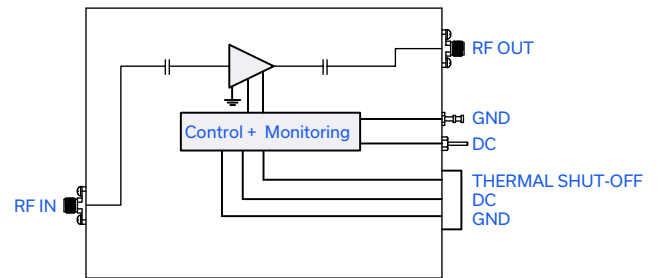 RF OUT
GND
Control + Monitoring
DC
THERMAL SHUT-OFF
DC
RF IN
GND